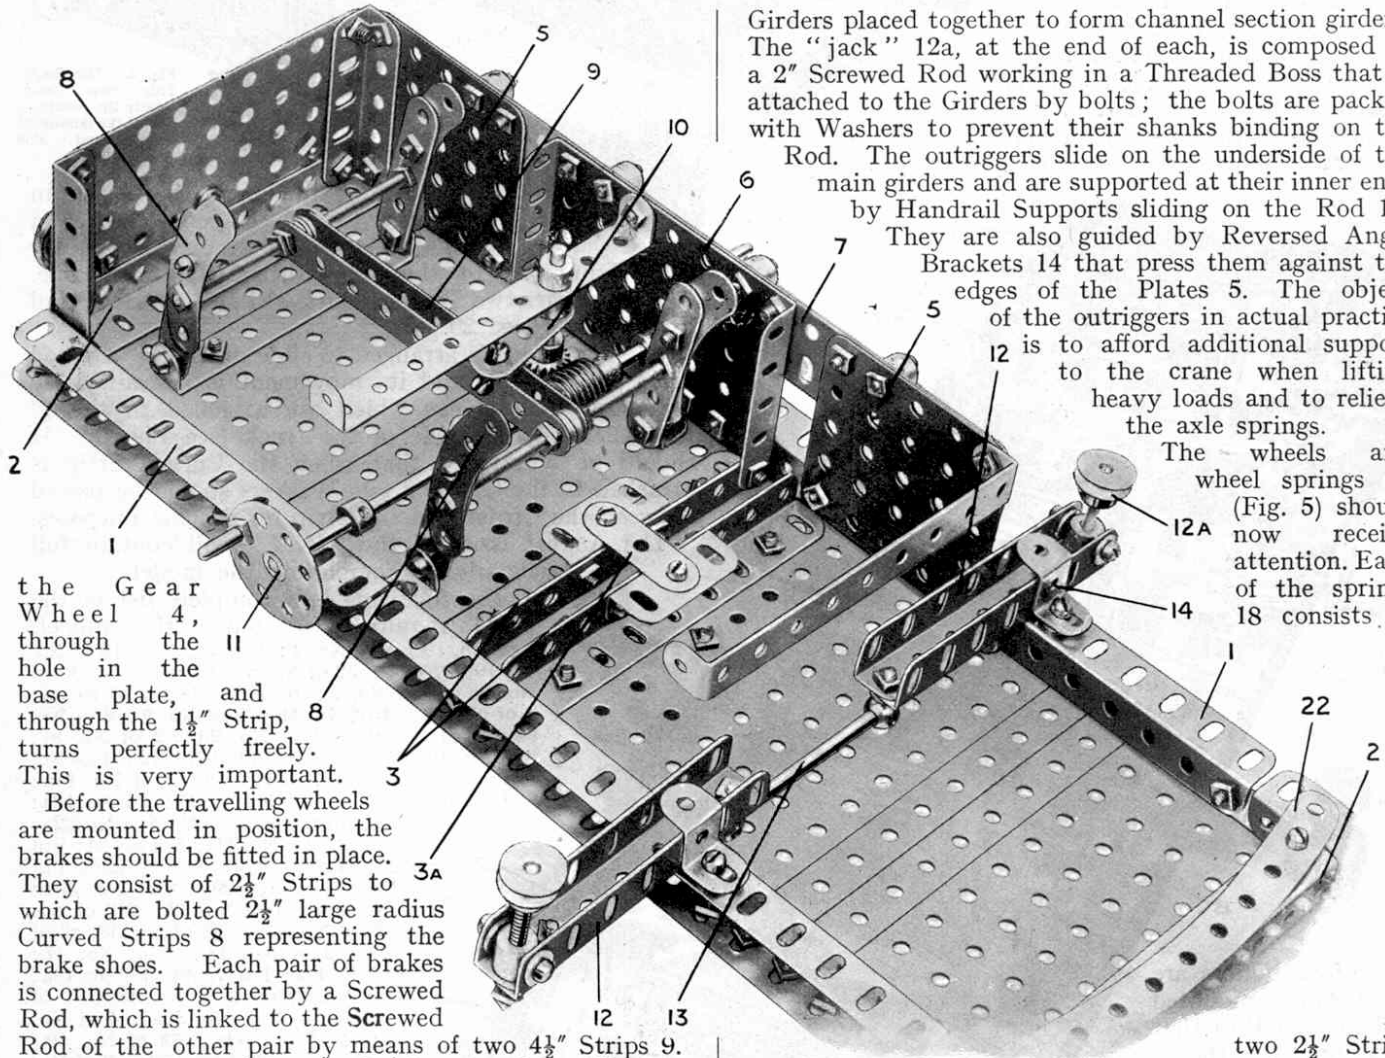 the Gear
Wheel 4,
through the
hole in the
base plate, and
through the 1½″ Strip,
turns perfectly freely.
This is very important.
Before the travelling wheels
are mounted in position, the
brakes should be fitted in place.
They consist of 2½″ Strips to
which are bolted 2½″ large radius
Curved Strips 8 representing the
brake shoes. Each pair of brakes
is connected together by a Screwed
Rod, which is linked to the Screwed
Rod of the other pair by means of two 4½″ Strips 9.
Girders placed together to form channel section girde
The “jack” 12a, at the end of each, is composed
a 2″ Screwed Rod working in a Threaded Boss that
attached to the Girders by bolts; the bolts are pack
with Washers to prevent their shanks binding on t
Rod. The outriggers slide on the underside of t
main girders and are supported at their inner en
by Handrail Supports sliding on the Rod 1
They are also guided by Reversed Ang
Brackets 14 that press them against t
edges of the Plates 5. The obje
of the outriggers in actual practi
is to afford additional suppo
to the crane when lifti
heavy loads and to relie
the axle springs.
The wheels a
wheel springs
(Fig. 5) shou
now recei
attention. Ea
of the sprin
18 consists
two 2½″ Stri
8
5
9
10
6
7
5
12
12A
14
1
22
2
2
1
11
8
3
3A
12
13